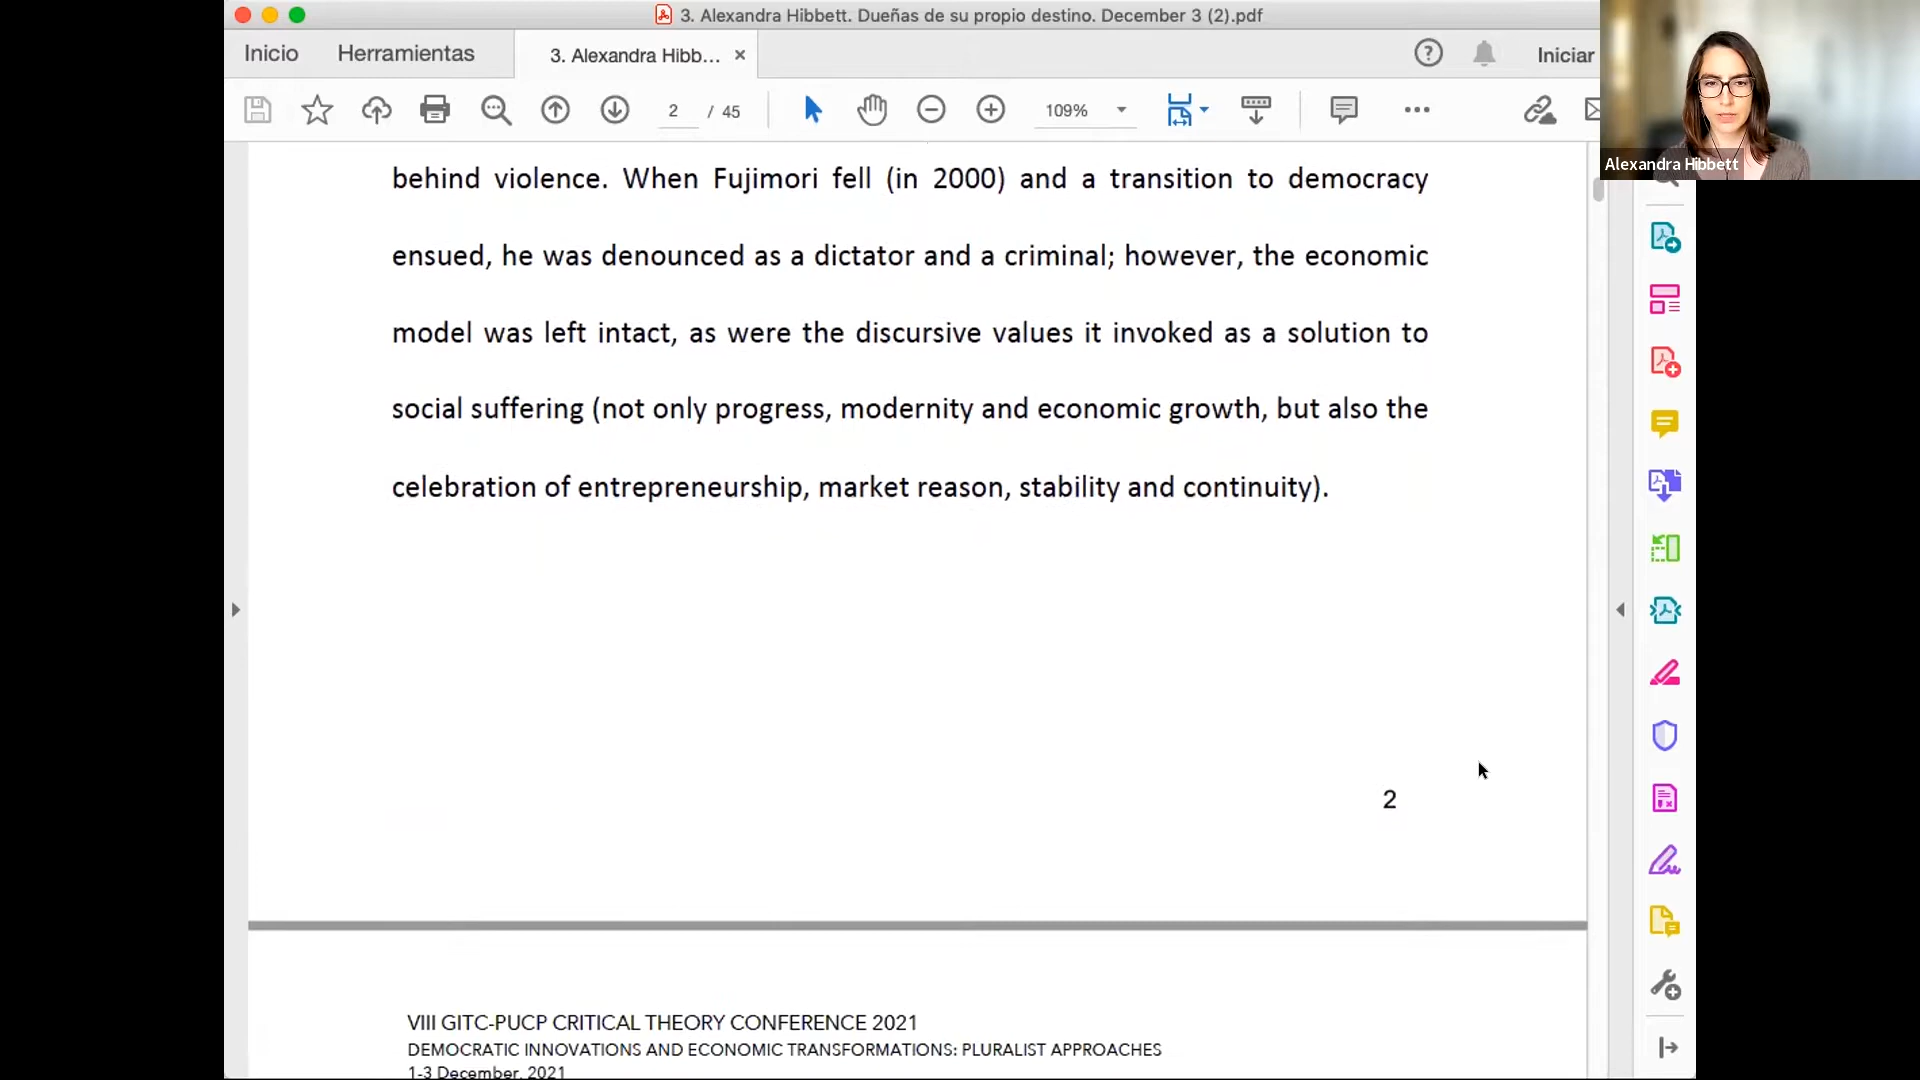 3. Alexandra Hibbett. Dueñas de su propio destino. December 3 (2).pdf
Inicio
Herramientas
3. Alexandra Hibb...
Iniciar
2 / 45
109%
Alexandra Hibbett
behind violence. When Fujimori fell (in 2000) and a transition to democracy
ensued, he was denounced as a dictator and a criminal; however, the economic
model was left intact, as were the discursive values it invoked as a solution to
social suffering (not only progress, modernity and economic growth, but also the
celebration of entrepreneurship, market reason, stability and continuity).
2
VIII GITC-PUCP CRITICAL THEORY CONFERENCE 2021
DEMOCRATIC INNOVATIONS AND ECONOMIC TRANSFORMATIONS: PLURALIST APPROACHES
1-3 December, 2021